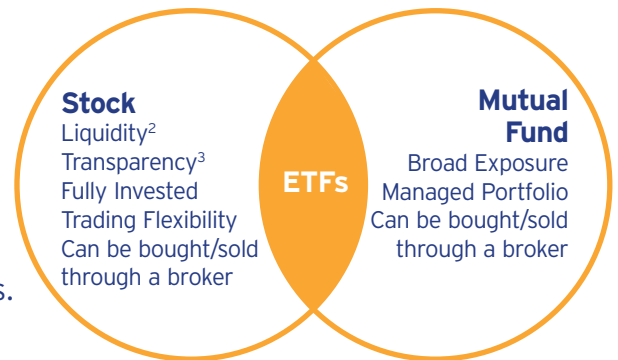 Stock
Liquidity²
Transparency³
Fully Invested
Trading Flexibility
Can be bought/sold
through a broker
s.
ETFs
Mutual
Fund
Broad Exposure
Managed Portfolio
Can be bought/sold
through a broker